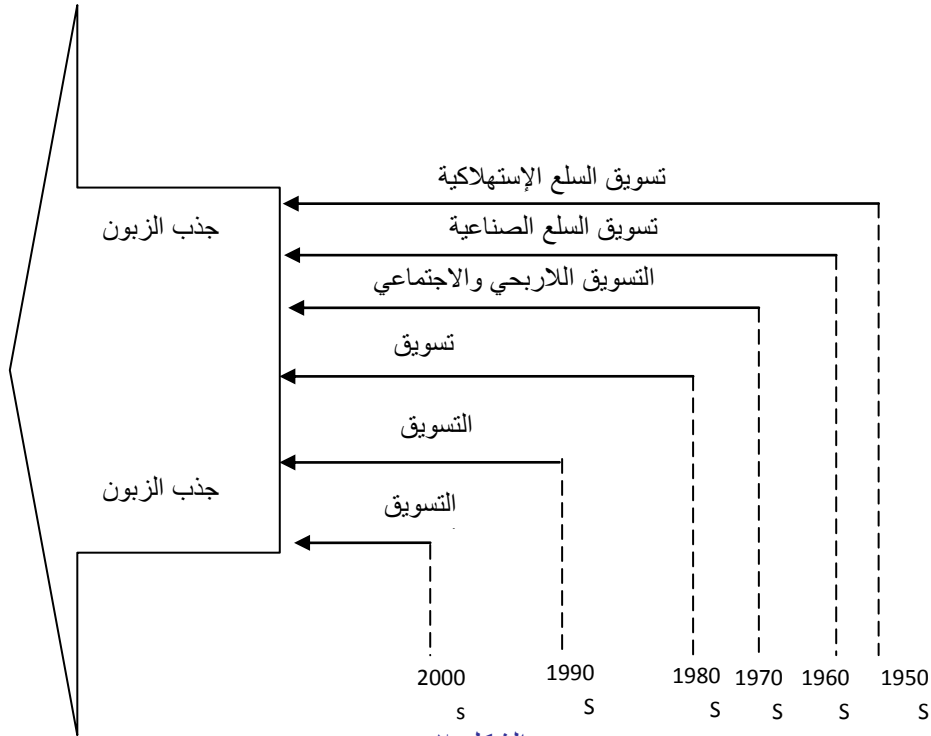 تسويق السلع الإستهلاكية
تسويق السلع الصناعية
جذب الزبون
التسويق اللاربحي والاجتماعي
تسويق
التسويق
جذب الزبون
التسويق
1950 1960 1970 1980 1990 2000
S S S S S s